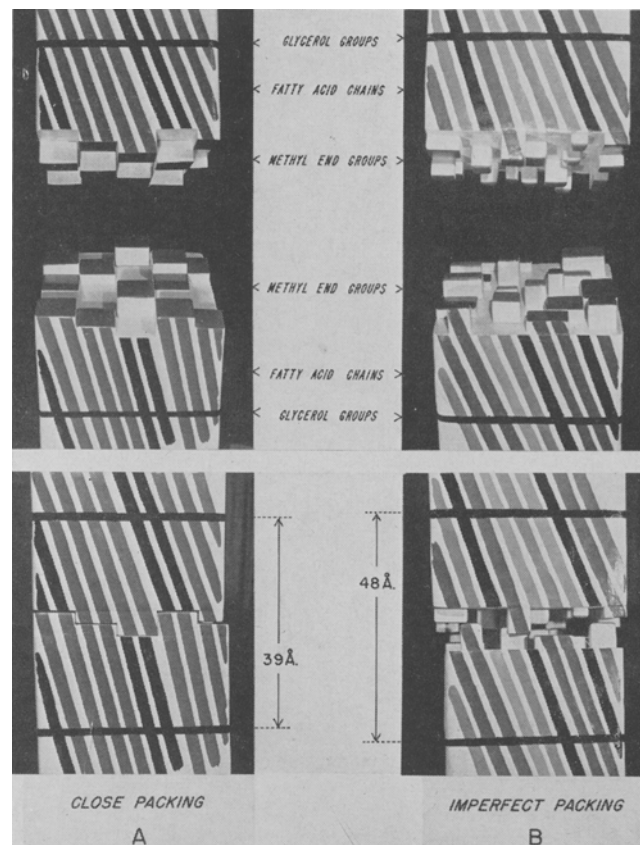 < GLYCEROL GROUPS >
< FATTY ACID CHAINS >
< METHYL END GROUPS >
< METHYL END GROUPS >
< FATTY ACID CHAINS >
< GLYCEROL GROUPS >
39Å.
48Å.
CLOSE PACKING
IMPERFECT PACKING
A
B